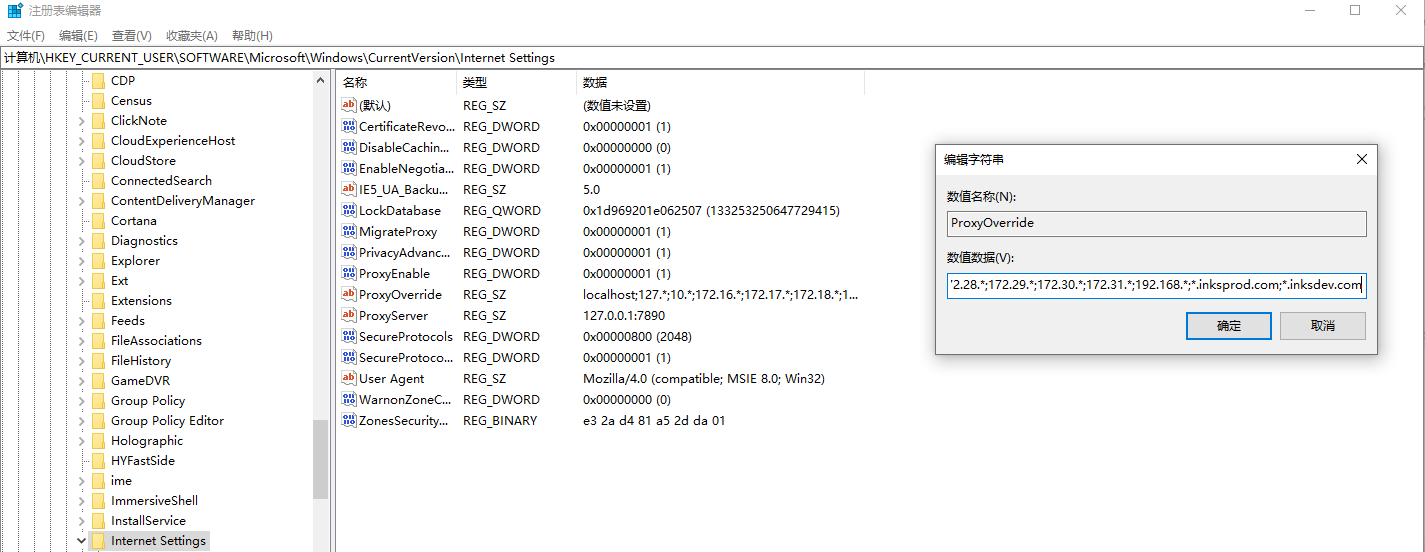 注册表编辑器
文件(F) 编辑(E) 查看(V) 收藏夹(A) 帮助(H)
计算机\HKEY_CURRENT_USER\SOFTWARE\Microsoft\Windows\CurrentVersion\Internet Settings
CDP
Census
ClickNote
CloudExperienceHost
CloudStore
ConnectedSearch
ContentDeliveryManager
Cortana
Diagnostics
Explorer
Ext
Extensions
Feeds
FileAssociations
FileHistory
GameDVR
Group Policy
Group Policy Editor
Holographic
HYFastSide
ime
ImmersiveShell
InstallService
Internet Settings
名称 类型 数据
(默认) REG_SZ (数值未设置)
CertificateRevo... REG_DWORD 0x00000001 (1)
DisableCachin... REG_DWORD 0x00000000 (0)
EnableNegotia... REG_DWORD 0x00000001 (1)
IE5_UA_Backu... REG_SZ 5.0
LockDatabase REG_QWORD 0x1d969201e062507 (133253250647729415)
MigrateProxy REG_DWORD 0x00000001 (1)
PrivacyAdvanc... REG_DWORD 0x00000001 (1)
ProxyEnable REG_DWORD 0x00000001 (1)
ProxyOverride REG_SZ localhost;127.*;10.*;172.16.*;172.17.*;172.18.*;1...
ProxyServer REG_SZ 127.0.0.1:7890
SecureProtocols REG_DWORD 0x00000800 (2048)
SecureProtoco... REG_DWORD 0x00000001 (1)
User Agent REG_SZ Mozilla/4.0 (compatible; MSIE 8.0; Win32)
WarnonZoneC... REG_DWORD 0x00000000 (0)
ZonesSecurity... REG_BINARY e3 2a d4 81 a5 2d da 01
编辑字符串
数值名称(N):
ProxyOverride
数值数据(V):
2.28.*;172.29.*;172.30.*;172.31.*;192.168.*;*.inksprod.com;*.inksdev.com
确定 取消